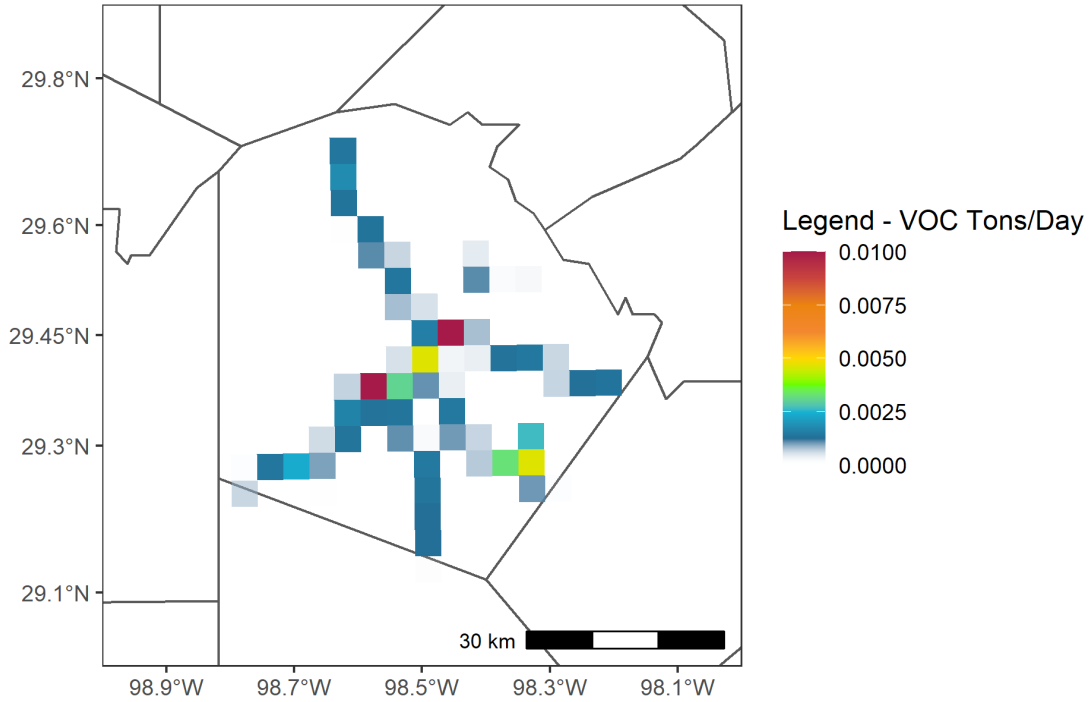 29.8°N
29.6°N
29.45°N
29.3°N
29.1°N
98.9°W
98.7°W
98.5°W
98.3°W
98.1°W
30 km
Legend - VOC Tons/Day
0.0100
0.0075
0.0050
0.0025
0.0000